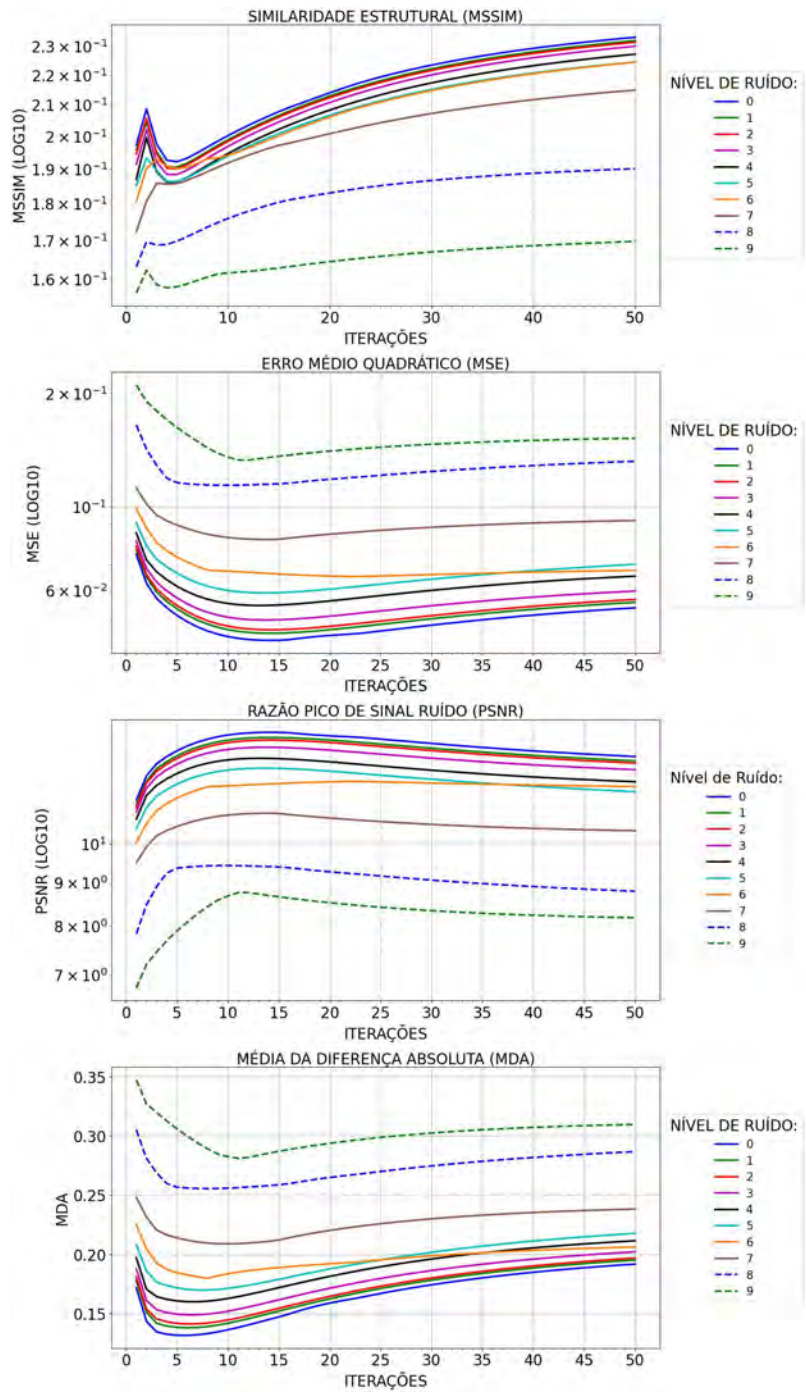 SIMILARIDADE ESTRUTURAL (MSSIM)
MSSIM (LOG10)
2.3 × 10⁻¹
2.2 × 10⁻¹
2.1 × 10⁻¹
2 × 10⁻¹
1.9 × 10⁻¹
1.8 × 10⁻¹
1.7 × 10⁻¹
1.6 × 10⁻¹
0 5 10 15 20 25 30 35 40 45 50
ITERAÇÕES
NÍVEL DE RUÍDO:
0
1
2
3
4
5
6
7
8
9
ERRO MÉDIO QUADRÁTICO (MSE)
MSE (LOG10)
2 × 10⁻¹
10⁻¹
6 × 10⁻²
0 5 10 15 20 25 30 35 40 45 50
ITERAÇÕES
NÍVEL DE RUÍDO:
0
1
2
3
4
5
6
7
8
9
RAZÃO PICO DE SINAL RUÍDO (PSNR)
PSNR (LOG10)
10¹
9 × 10⁰
8 × 10⁰
7 × 10⁰
0 5 10 15 20 25 30 35 40 45 50
ITERAÇÕES
Nível de Ruído:
0
1
2
3
4
5
6
7
8
9
MÉDIA DA DIFERENÇA ABSOLUTA (MDA)
MDA
0.35
0.30
0.25
0.20
0.15
0 5 10 15 20 25 30 35 40 45 50
ITERAÇÕES
NÍVEL DE RUÍDO:
0
1
2
3
4
5
6
7
8
9